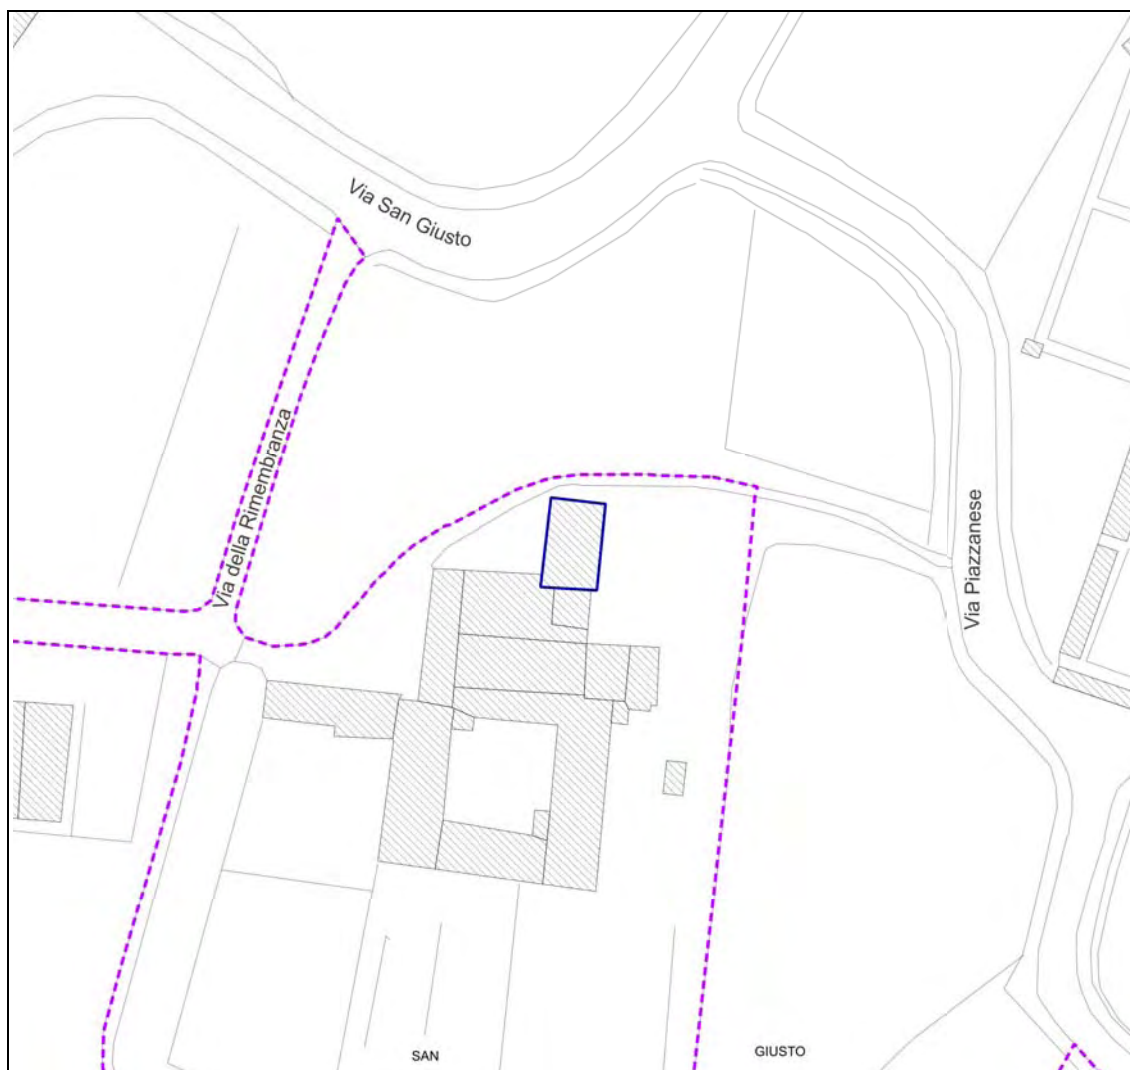 Via San Giusto
Via della Rimembranza
Via Piazzanese
SAN
GIUSTO